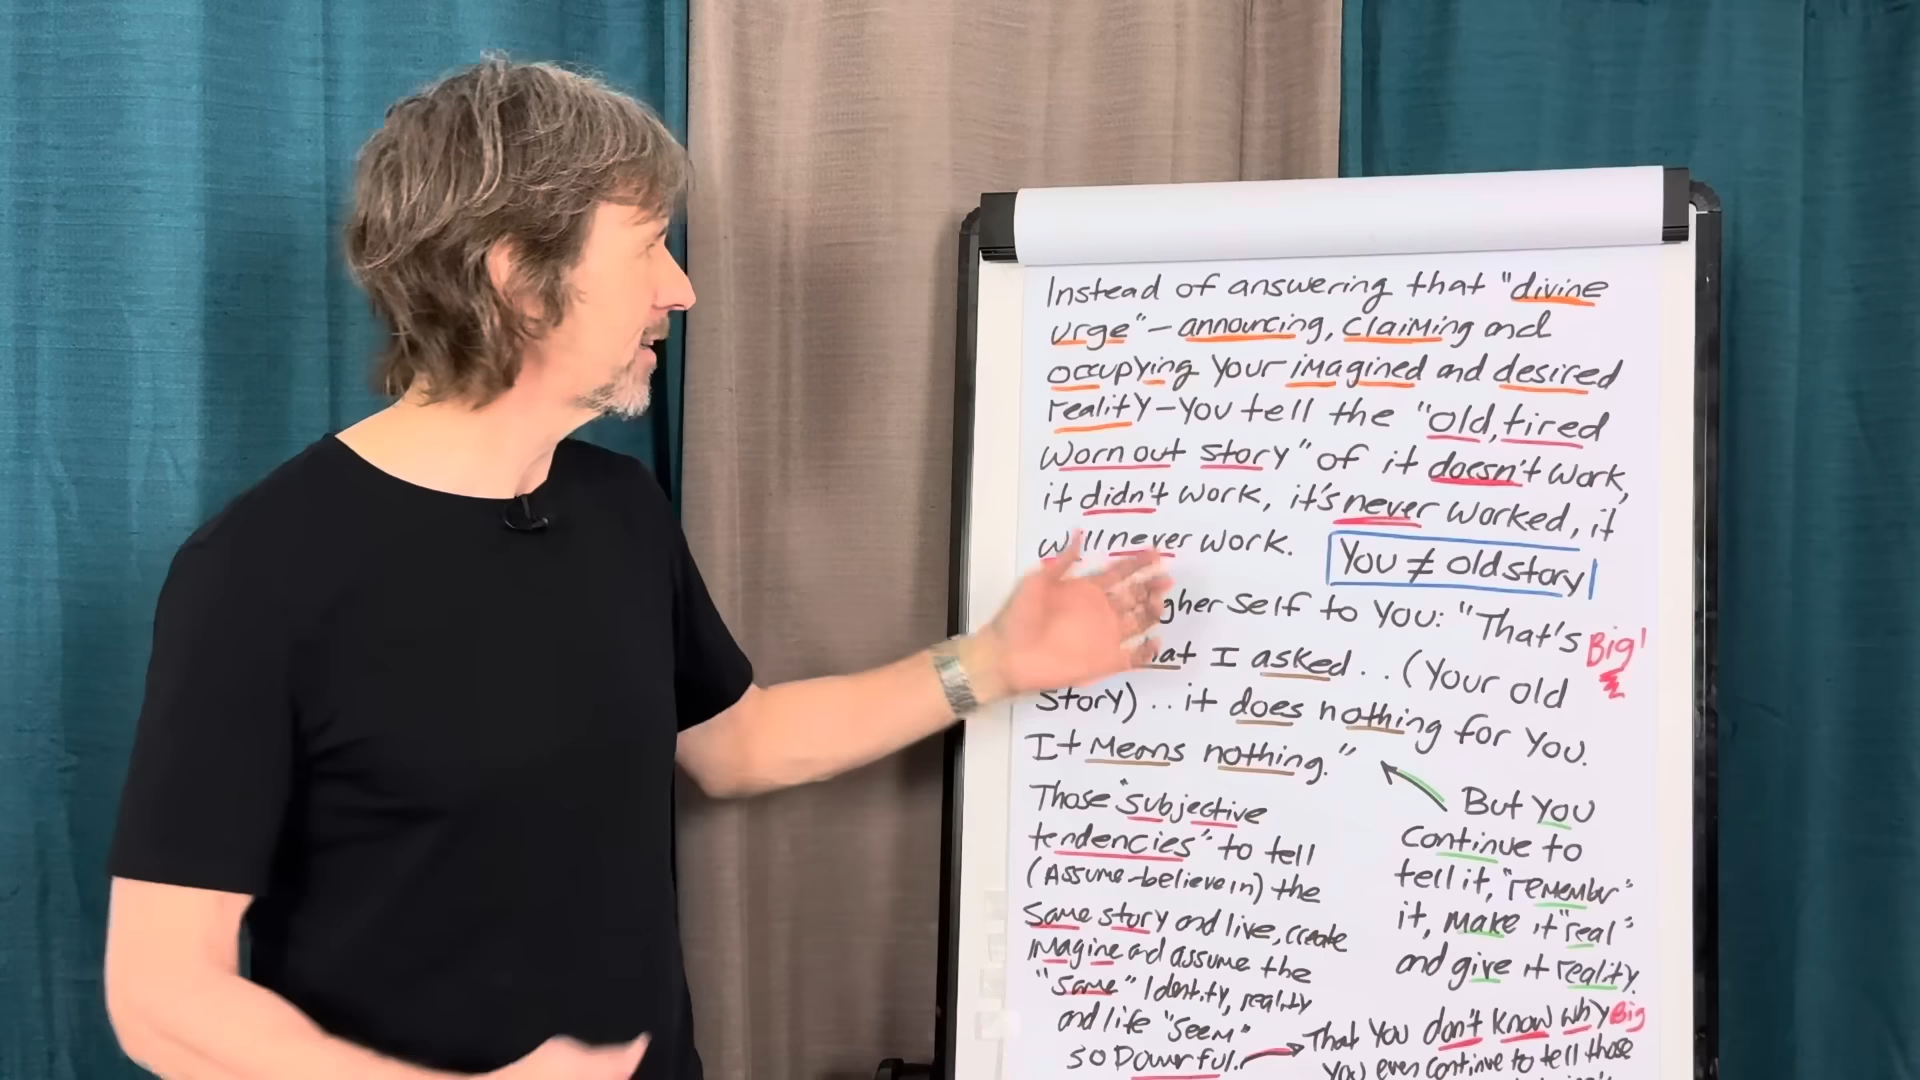 Instead of answering that "divine
urge" – announcing, claiming and
occupying your imagined and desired
reality – you tell the "old, tired
worn out story" of it doesn't work,
it didn't work, it's never worked, it
will never work.
You ≠ old story
gher Self to you: "That's
Big!
at I asked.. (Your old
story).. it does nothing for you.
It means nothing."
Those "subjective
tendencies" to tell
(Assume-believe in) the
same story and live, create
imagine and assume the
"same" Identity, reality
and life "seem"
so powerful.
But you
continue to
tell it, "remember"
it, make it "real"
and give it reality.
That you don't know why Big
you even continue to tell those